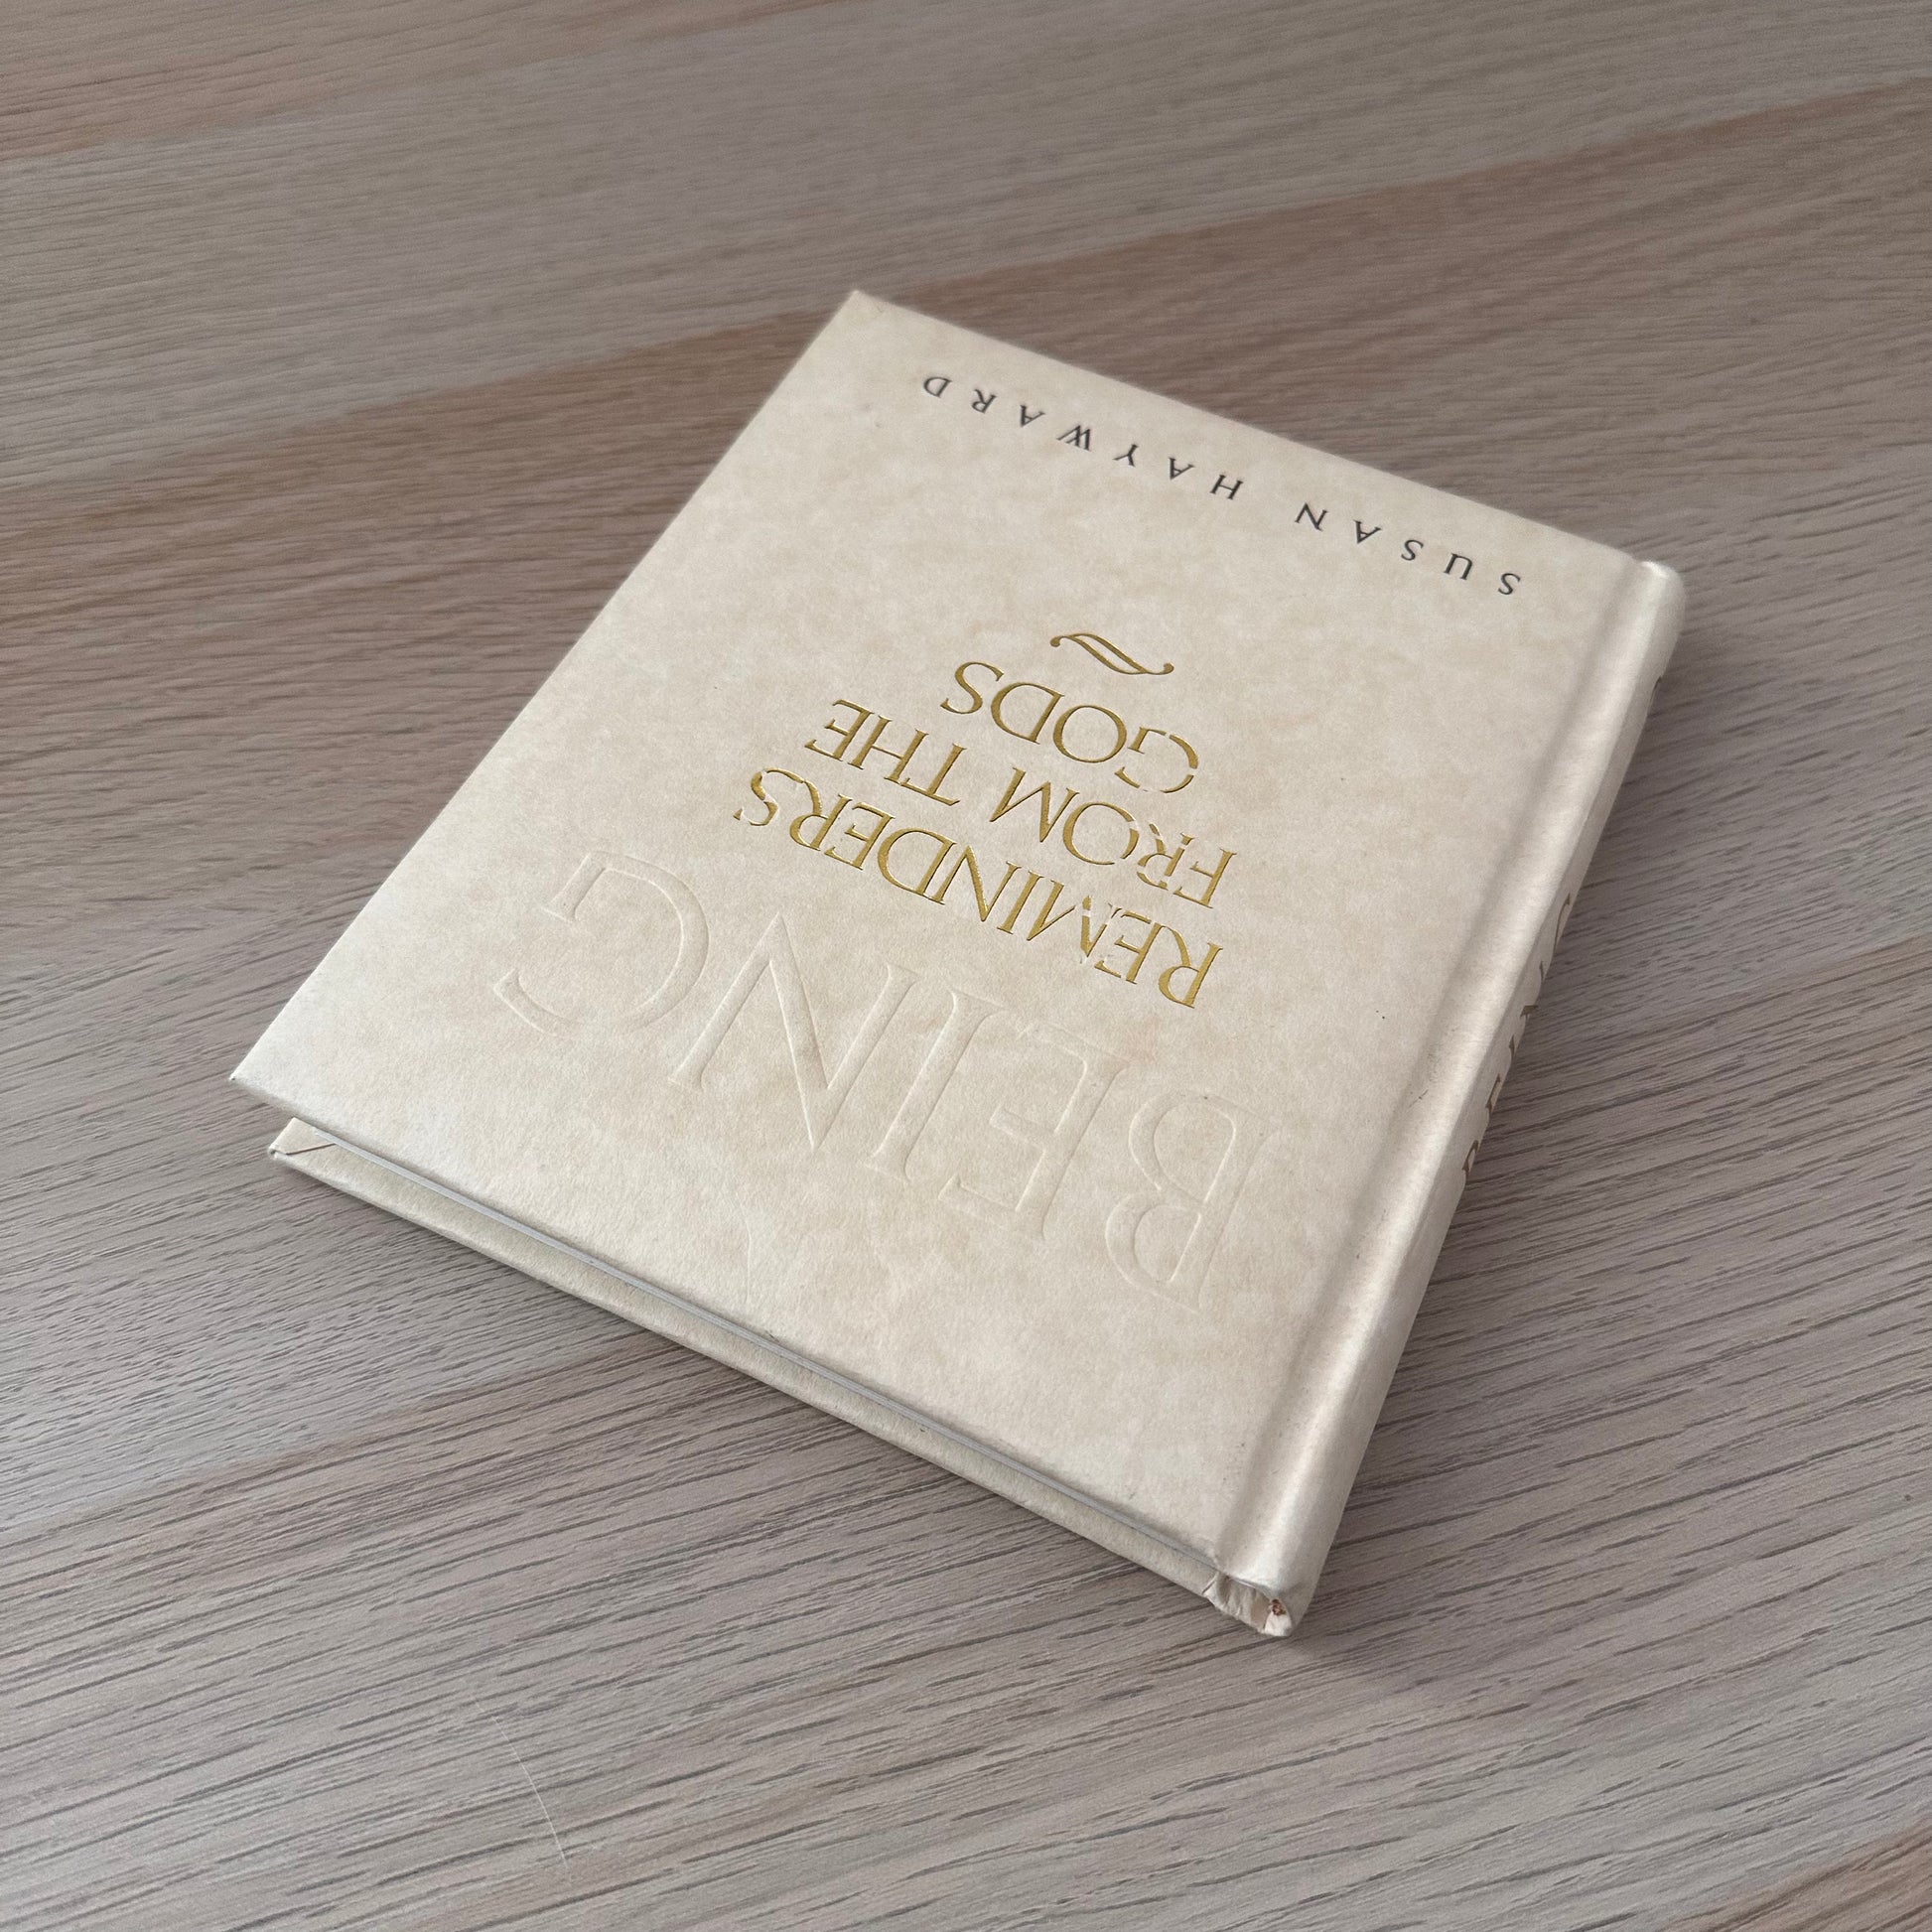 BEING
REMINDERS
FROM THE
GODS
SUSAN HAYWARD